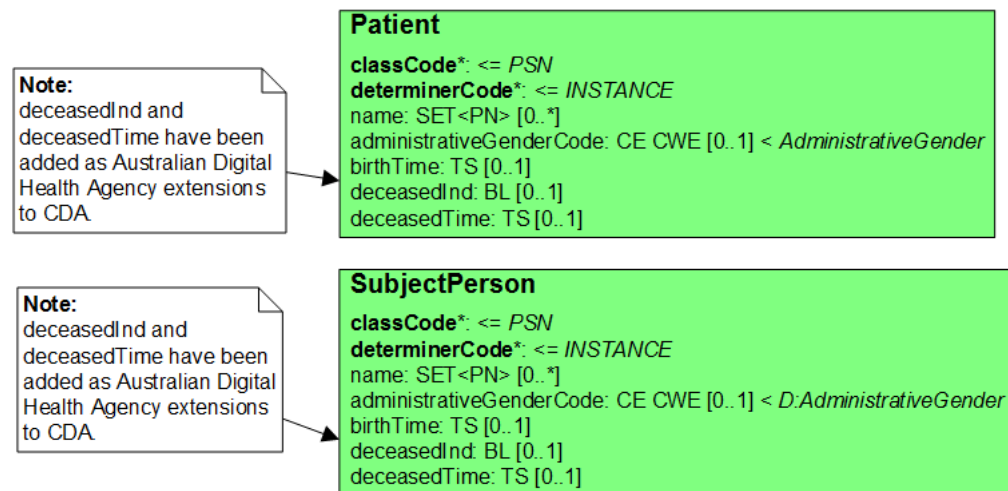 Patient
classCode*: <= PSN
determinerCode*: <= INSTANCE
name: SET<PN> [0..*]
administrativeGenderCode: CE CWE [0..1] < AdministrativeGender
birthTime: TS [0..1]
deceasedInd: BL [0..1]
deceasedTime: TS [0..1]
Note:
deceasedInd and
deceasedTime have been
added as Australian Digital
Health Agency extensions
to CDA.
SubjectPerson
classCode*: <= PSN
determinerCode*: <= INSTANCE
name: SET<PN> [0..*]
administrativeGenderCode: CE CWE [0..1] < D:AdministrativeGender
birthTime: TS [0..1]
deceasedInd: BL [0..1]
deceasedTime: TS [0..1]
Note:
deceasedInd and
deceasedTime have been
added as Australian Digital
Health Agency extensions
to CDA.